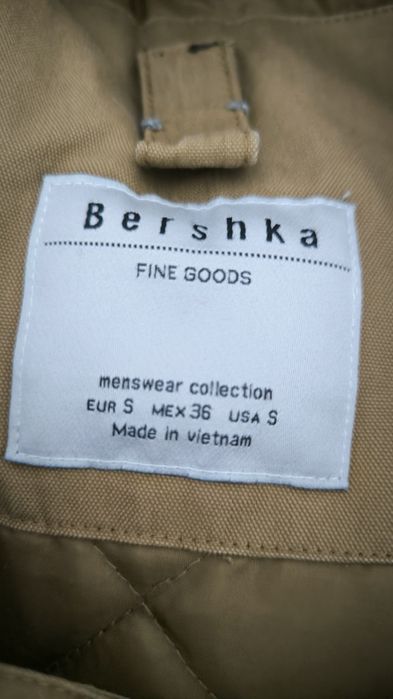 Bershka
FINE GOODS
menswear collection
EUR S MEX 36 USA S
Made in vietnam